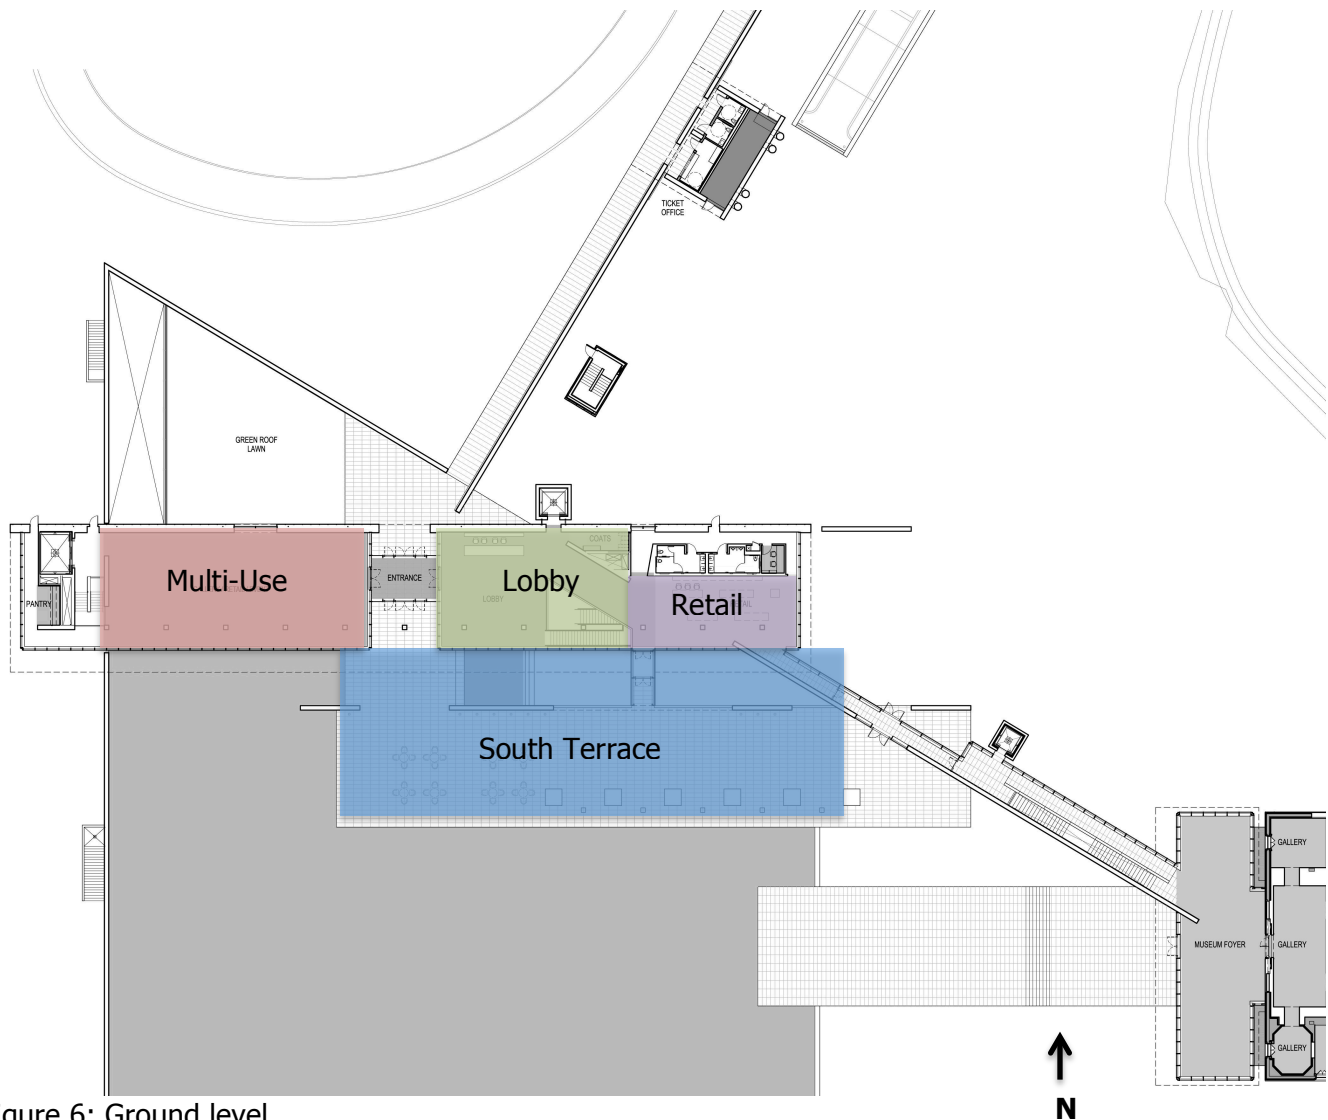 TICKET
OFFICE
GREEN ROOF
LAWN
COATS
Multi-Use
ENTRANCE
Lobby
LOBBY
Retail
PANTRY
South Terrace
GALLERY
MUSEUM FOYER
GALLERY
GALLERY
N
igure 6: Ground level